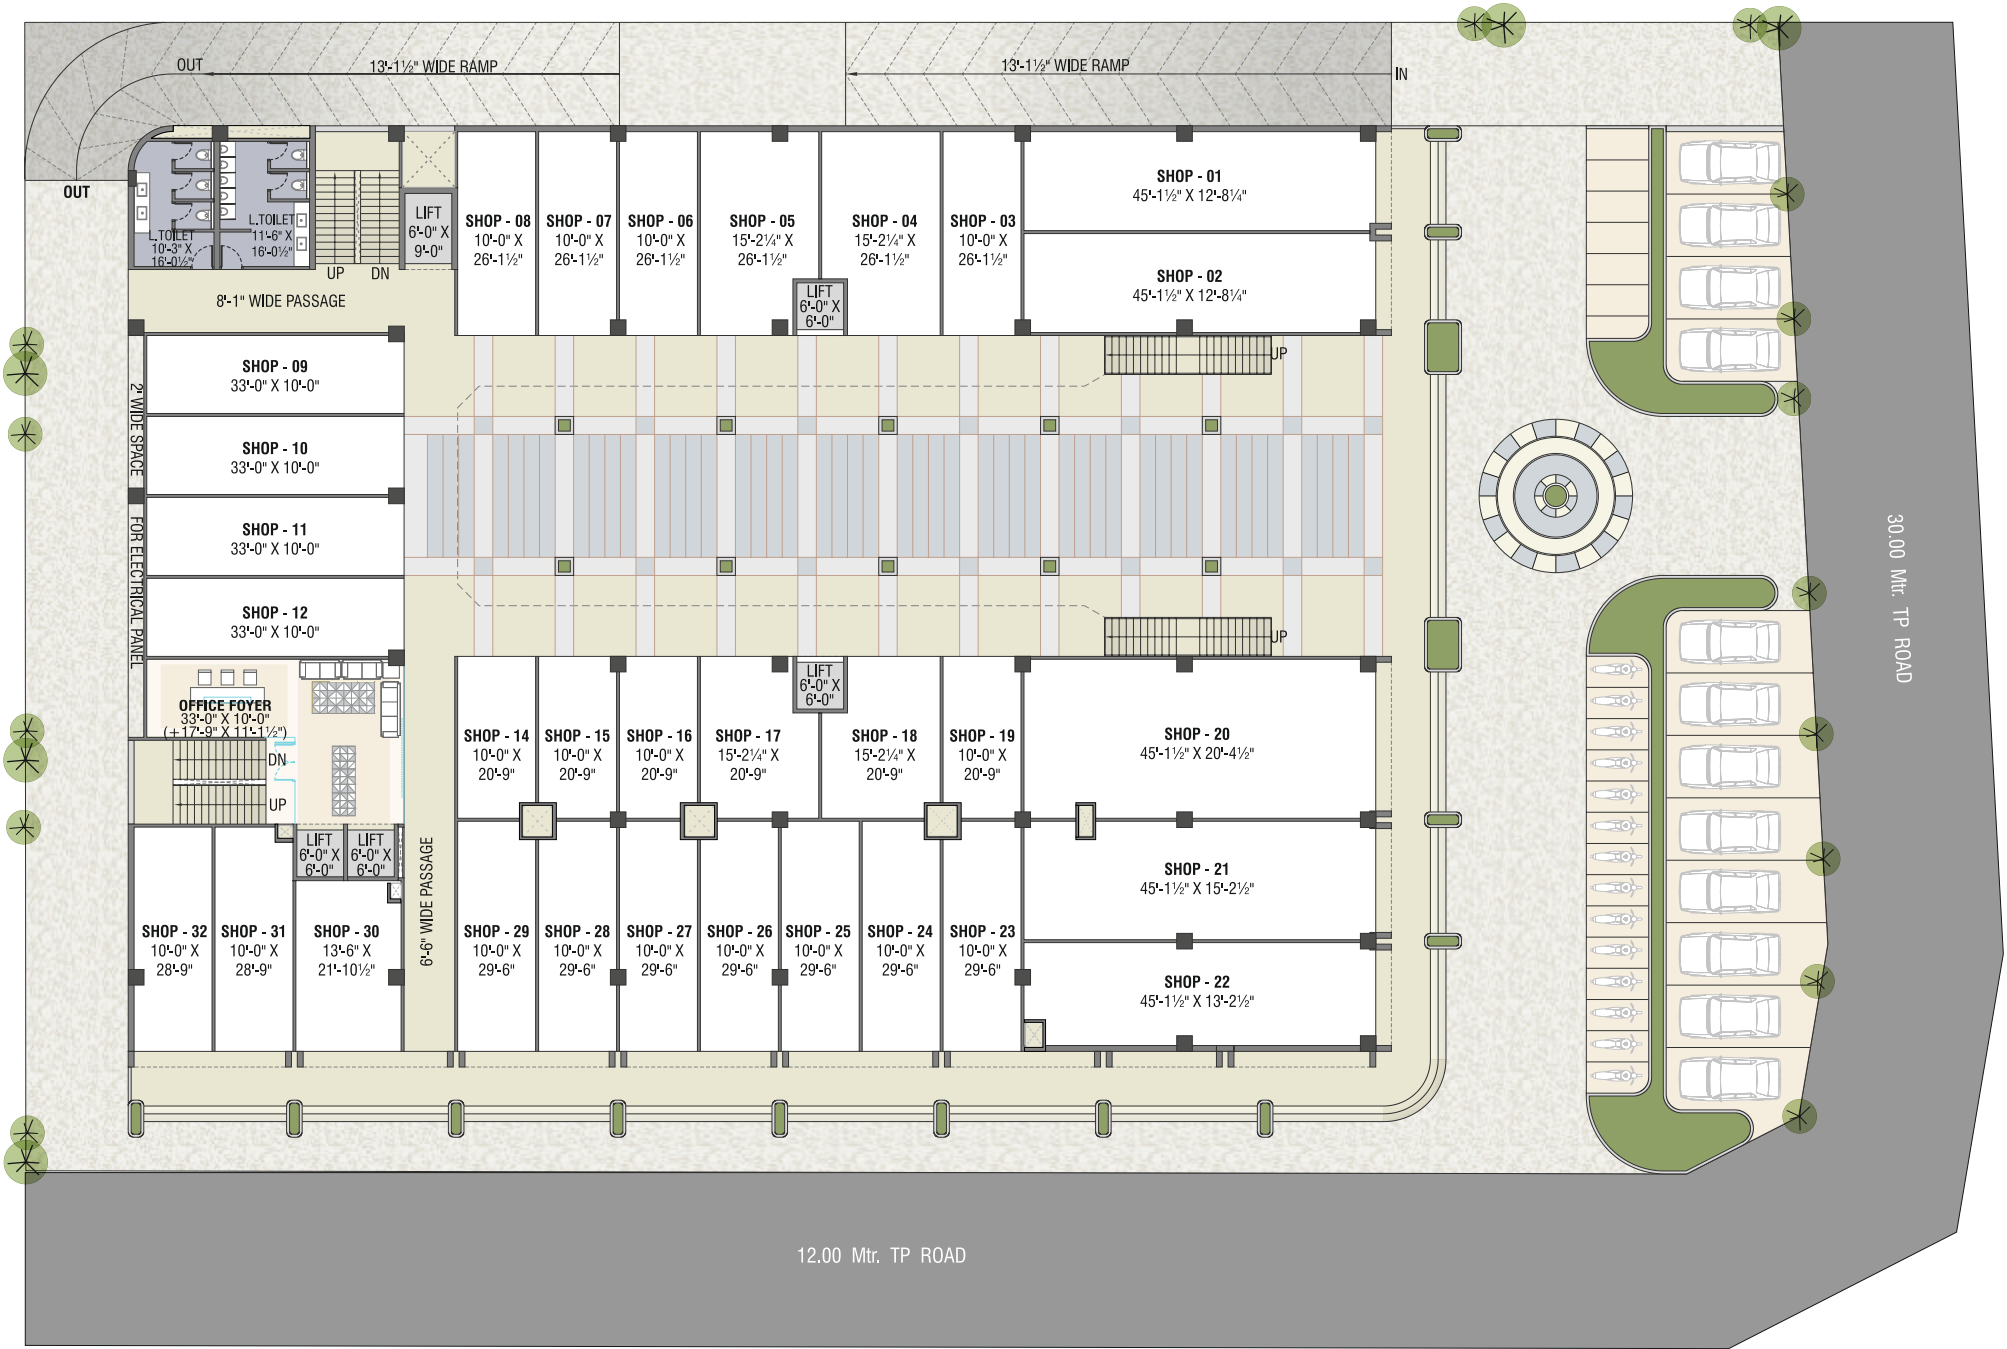 OUT
13'-1½" WIDE RAMP
13'-1½" WIDE RAMP
IN
OUT
L.TOILET
10'-3" X
16'-0½"
L.TOILET
11'-6" X
16'-0½"
UP
DN
LIFT
6'-0" X
9'-0"
8'-1" WIDE PASSAGE
SHOP - 08
10'-0" X
26'-1½"
SHOP - 07
10'-0" X
26'-1½"
SHOP - 06
10'-0" X
26'-1½"
SHOP - 05
15'-2¼" X
26'-1½"
SHOP - 04
15'-2¼" X
26'-1½"
SHOP - 03
10'-0" X
26'-1½"
LIFT
6'-0" X
6'-0"
SHOP - 01
45'-1½" X 12'-8¼"
SHOP - 02
45'-1½" X 12'-8¼"
UP
SHOP - 09
33'-0" X 10'-0"
SHOP - 10
33'-0" X 10'-0"
SHOP - 11
33'-0" X 10'-0"
SHOP - 12
33'-0" X 10'-0"
2' WIDE SPACE FOR ELECTRICAL PANEL
UP
OFFICE FOYER
33'-0" X 10'-0"
(+17'-9" X 11'-1½")
DN
UP
LIFT
6'-0" X
6'-0"
LIFT
6'-0" X
6'-0"
6'-6" WIDE PASSAGE
SHOP - 14
10'-0" X
20'-9"
SHOP - 15
10'-0" X
20'-9"
SHOP - 16
10'-0" X
20'-9"
SHOP - 17
15'-2¼" X
20'-9"
LIFT
6'-0" X
6'-0"
SHOP - 18
15'-2¼" X
20'-9"
SHOP - 19
10'-0" X
20'-9"
SHOP - 20
45'-1½" X 20'-4½"
SHOP - 21
45'-1½" X 15'-2½"
SHOP - 22
45'-1½" X 13'-2½"
SHOP - 32
10'-0" X
28'-9"
SHOP - 31
10'-0" X
28'-9"
SHOP - 30
13'-6" X
21'-10½"
SHOP - 29
10'-0" X
29'-6"
SHOP - 28
10'-0" X
29'-6"
SHOP - 27
10'-0" X
29'-6"
SHOP - 26
10'-0" X
29'-6"
SHOP - 25
10'-0" X
29'-6"
SHOP - 24
10'-0" X
29'-6"
SHOP - 23
10'-0" X
29'-6"
30.00 Mtr. TP ROAD
12.00 Mtr. TP ROAD